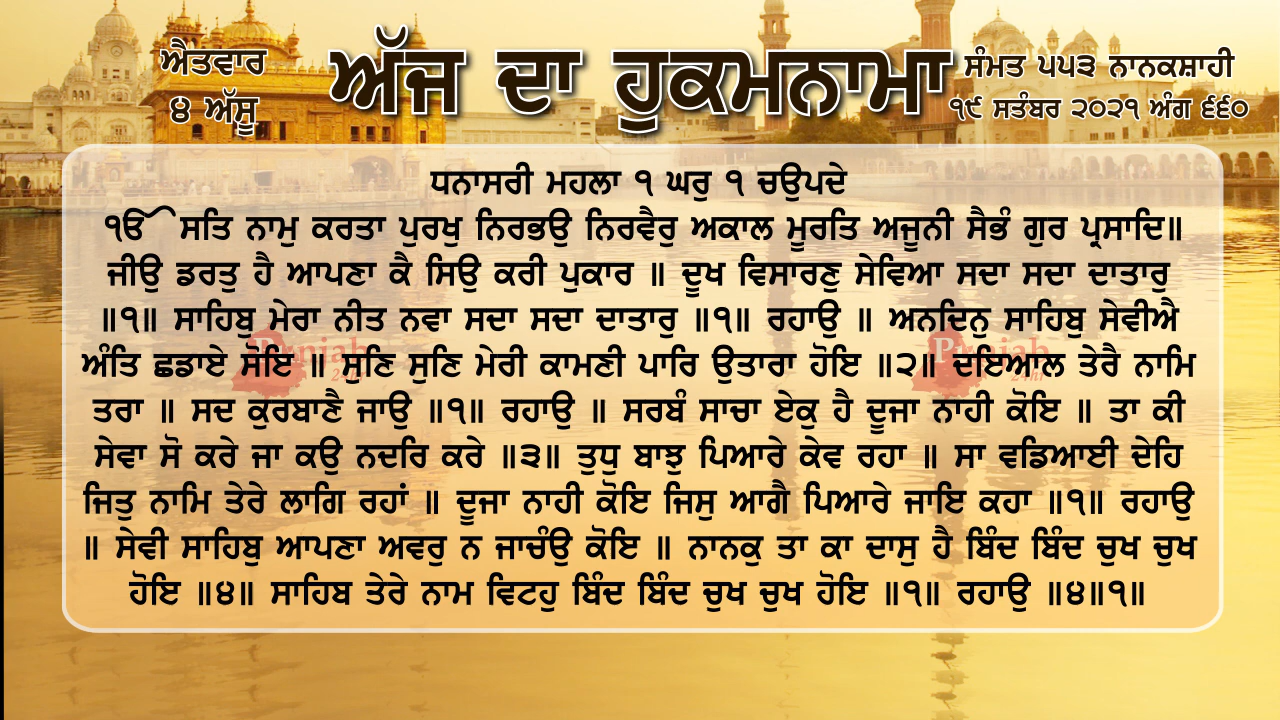 ਐਤਵਾਰ
੪ ਅੱਸੂ
ਅੱਜ ਦਾ ਹੁਕਮਨਾਮਾ
ਸੰਮਤ ੫੫੩ ਨਾਨਕਸ਼ਾਹੀ
੧੯ ਸਤੰਬਰ ੨੦੨੧ ਅੰਗ ੬੬੦
ਧਨਾਸਰੀ ਮਹਲਾ ੧ ਘਰੁ ੧ ਚਉਪਦੇ
ੴ ਸਤਿ ਨਾਮੁ ਕਰਤਾ ਪੁਰਖੁ ਨਿਰਭਉ ਨਿਰਵੈਰੁ ਅਕਾਲ ਮੂਰਤਿ ਅਜੂਨੀ ਸੈਭੰ ਗੁਰ ਪ੍ਰਸਾਦਿ॥
ਜੀਉ ਡਰਤੁ ਹੈ ਆਪਣਾ ਕੈ ਸਿਉ ਕਰੀ ਪੁਕਾਰ ॥ ਦੂਖ ਵਿਸਾਰਣੁ ਸੇਵਿਆ ਸਦਾ ਸਦਾ ਦਾਤਾਰੁ
॥੧॥ ਸਾਹਿਬੁ ਮੇਰਾ ਨੀਤ ਨਵਾ ਸਦਾ ਸਦਾ ਦਾਤਾਰੁ ॥੧॥ ਰਹਾਉ ॥ ਅਨਦਿਨੁ ਸਾਹਿਬੁ ਸੇਵੀਐ
ਅੰਤਿ ਛਡਾਏ ਸੋਇ ॥ ਸੁਣਿ ਸੁਣਿ ਮੇਰੀ ਕਾਮਣੀ ਪਾਰਿ ਉਤਾਰਾ ਹੋਇ ॥੨॥ ਦਇਆਲ ਤੇਰੈ ਨਾਮਿ
ਤਰਾ ॥ ਸਦ ਕੁਰਬਾਣੈ ਜਾਉ ॥੧॥ ਰਹਾਉ ॥ ਸਰਬੰ ਸਾਚਾ ਏਕੁ ਹੈ ਦੂਜਾ ਨਾਹੀ ਕੋਇ ॥ ਤਾ ਕੀ
ਸੇਵਾ ਸੋ ਕਰੇ ਜਾ ਕਉ ਨਦਰਿ ਕਰੇ ॥੩॥ ਤੁਧੁ ਬਾਝੁ ਪਿਆਰੇ ਕੇਵ ਰਹਾ ॥ ਸਾ ਵਡਿਆਈ ਦੇਹਿ
ਜਿਤੁ ਨਾਮਿ ਤੇਰੇ ਲਾਗਿ ਰਹਾਂ ॥ ਦੂਜਾ ਨਾਹੀ ਕੋਇ ਜਿਸੁ ਆਗੈ ਪਿਆਰੇ ਜਾਇ ਕਹਾ ॥੧॥ ਰਹਾਉ
॥ ਸੇਵੀ ਸਾਹਿਬੁ ਆਪਣਾ ਅਵਰੁ ਨ ਜਾਚੰਉ ਕੋਇ ॥ ਨਾਨਕੁ ਤਾ ਕਾ ਦਾਸੁ ਹੈ ਬਿੰਦ ਬਿੰਦ ਚੁਖ ਚੁਖ
ਹੋਇ ॥੪॥ ਸਾਹਿਬ ਤੇਰੇ ਨਾਮ ਵਿਟਹੁ ਬਿੰਦ ਬਿੰਦ ਚੁਖ ਚੁਖ ਹੋਇ ॥੧॥ ਰਹਾਉ ॥੪॥੧॥